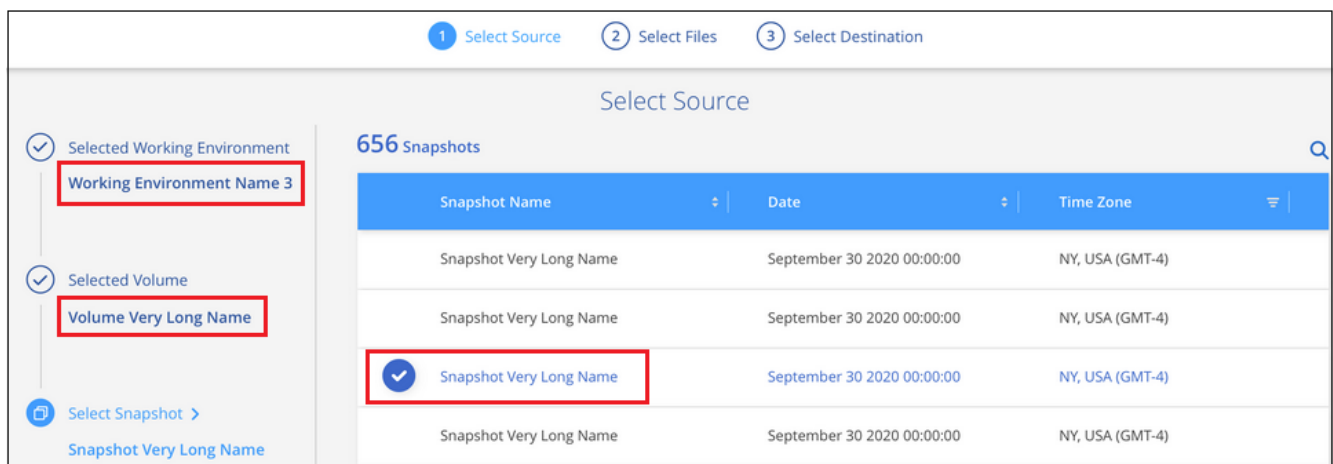 1 Select Source 2 Select Files 3 Select Destination
Select Source
Selected Working Environment
Working Environment Name 3
Selected Volume
Volume Very Long Name
Select Snapshot >
Snapshot Very Long Name
656 Snapshots
Snapshot Name Date Time Zone
Snapshot Very Long Name September 30 2020 00:00:00 NY, USA (GMT-4)
Snapshot Very Long Name September 30 2020 00:00:00 NY, USA (GMT-4)
Snapshot Very Long Name September 30 2020 00:00:00 NY, USA (GMT-4)
Snapshot Very Long Name September 30 2020 00:00:00 NY, USA (GMT-4)